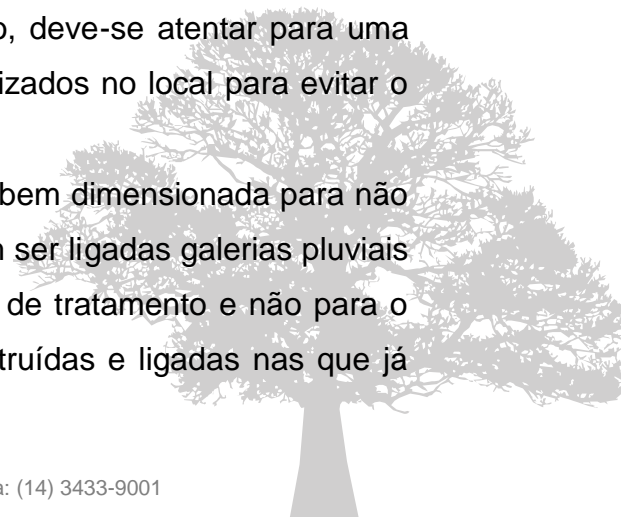 o, deve-se atentar para uma
izados no local para evitar o
bem dimensionada para não
ser ligadas galerias pluviais
de tratamento e não para o
truídas e ligadas nas que já
a: (14) 3433-9001